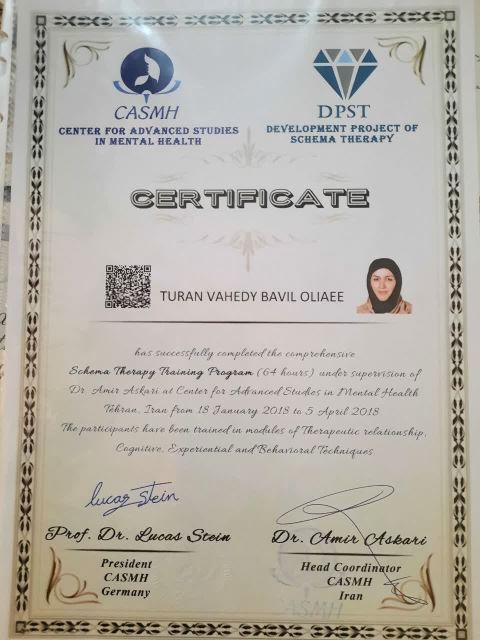 CASMH
CENTER FOR ADVANCED STUDIES
IN MENTAL HEALTH
DPST
DEVELOPMENT PROJECT OF
SCHEMA THERAPY
CERTIFICATE
TURAN VAHEDY BAVIL OLIAEE
has successfully completed the comprehensive
Schema Therapy Training Program (64 hours) under supervision of
Dr. Amir Askari at Center for Advanced Studies in Mental Health
Tehran, Iran from 18 January 2018 to 5 April 2018
The participants have been trained in modules of Therapeutic relationship,
Cognitive, Experiential and Behavioral Techniques
lucas stein
Prof. Dr. Lucas Stein
President
CASMH
Germany
Dr. Amir Askari
Head Coordinator
CASMH
Iran
CASMH